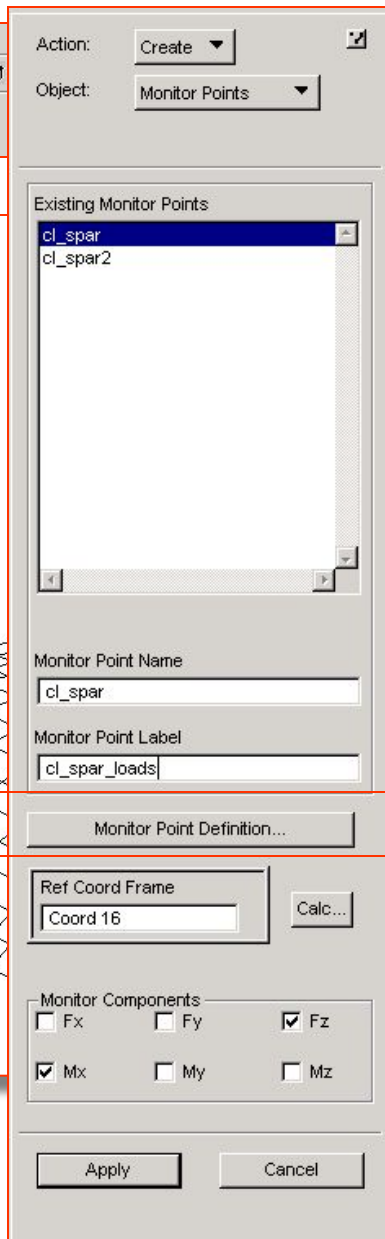 Action: Create
Object: Monitor Points
Existing Monitor Points
cl_spar
cl_spar2
Monitor Point Name
cl_spar
Monitor Point Label
cl_spar_loads
Monitor Point Definition...
Ref Coord Frame
Coord 16
Calc...
Monitor Components
Fx Fy Fz
Mx My Mz
Apply Cancel